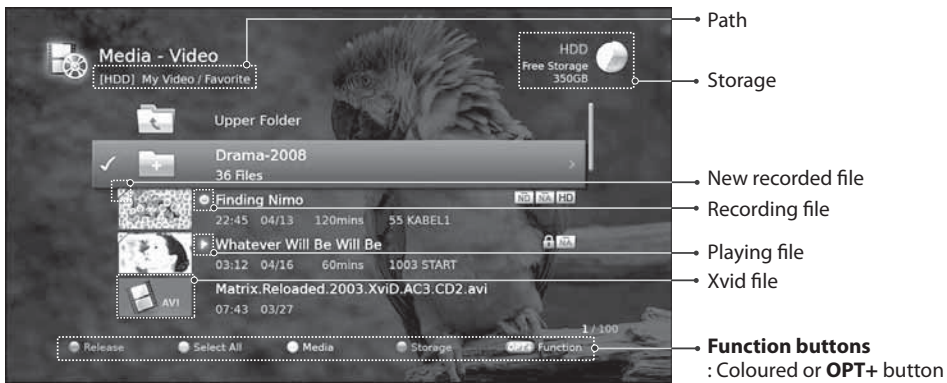 Path
Media - Video
HDD
[HDD] My Video / Favorite
Free Storage
350GB
Storage
Upper Folder
Drama-2008
36 Files
New recorded file
Finding Nimo
HD
Recording file
22:45 04/13 120mins 55 KABEL1
Whatever Will Be Will Be
Playing file
03:12 04/16 60mins 1003 START
Xvid file
Matrix.Reloaded.2003.XviD.AC3.CD2.avi
AVI
07:43 03/27
1 / 100
Release Select All Media Storage OPT+ Function
Function buttons
: Coloured or OPT+ button